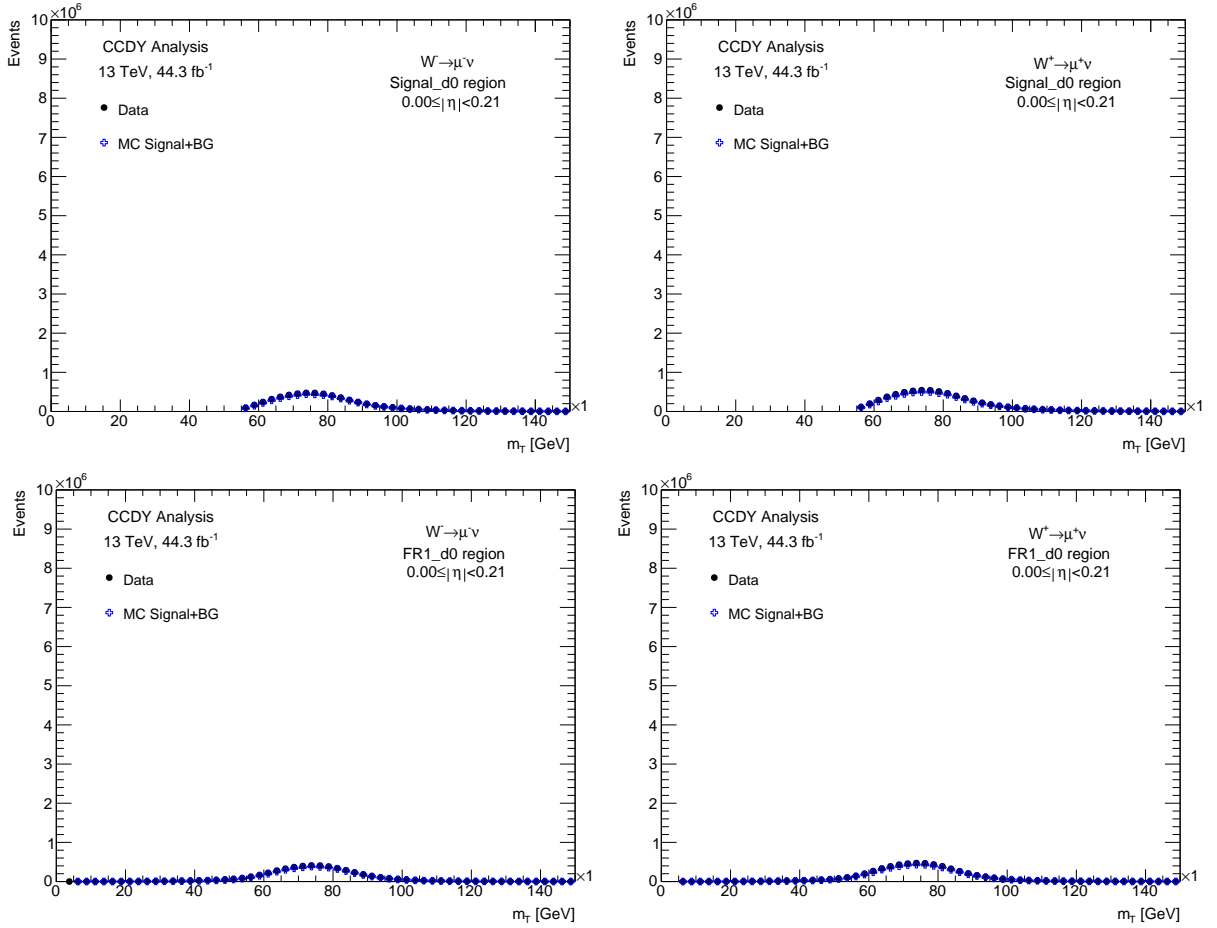 ×10⁶
Events
10
9
8
7
6
5
4
3
2
1
0
CCDY Analysis
13 TeV, 44.3 fb⁻¹
Data
MC Signal+BG
W⁻→μ⁻ν
Signal_d0 region
0.00≤|η|<0.21
0 20 40 60 80 100 120 140 ×1
m_T [GeV]
×10⁶
Events
10
9
8
7
6
5
4
3
2
1
0
CCDY Analysis
13 TeV, 44.3 fb⁻¹
Data
MC Signal+BG
W⁺→μ⁺ν
Signal_d0 region
0.00≤|η|<0.21
0 20 40 60 80 100 120 140 ×1
m_T [GeV]
×10⁶
Events
10
9
8
7
6
5
4
3
2
1
0
CCDY Analysis
13 TeV, 44.3 fb⁻¹
Data
MC Signal+BG
W⁻→μ⁻ν
FR1_d0 region
0.00≤|η|<0.21
0 20 40 60 80 100 120 140 ×1
m_T [GeV]
×10⁶
Events
10
9
8
7
6
5
4
3
2
1
0
CCDY Analysis
13 TeV, 44.3 fb⁻¹
Data
MC Signal+BG
W⁺→μ⁺ν
FR1_d0 region
0.00≤|η|<0.21
0 20 40 60 80 100 120 140 ×1
m_T [GeV]